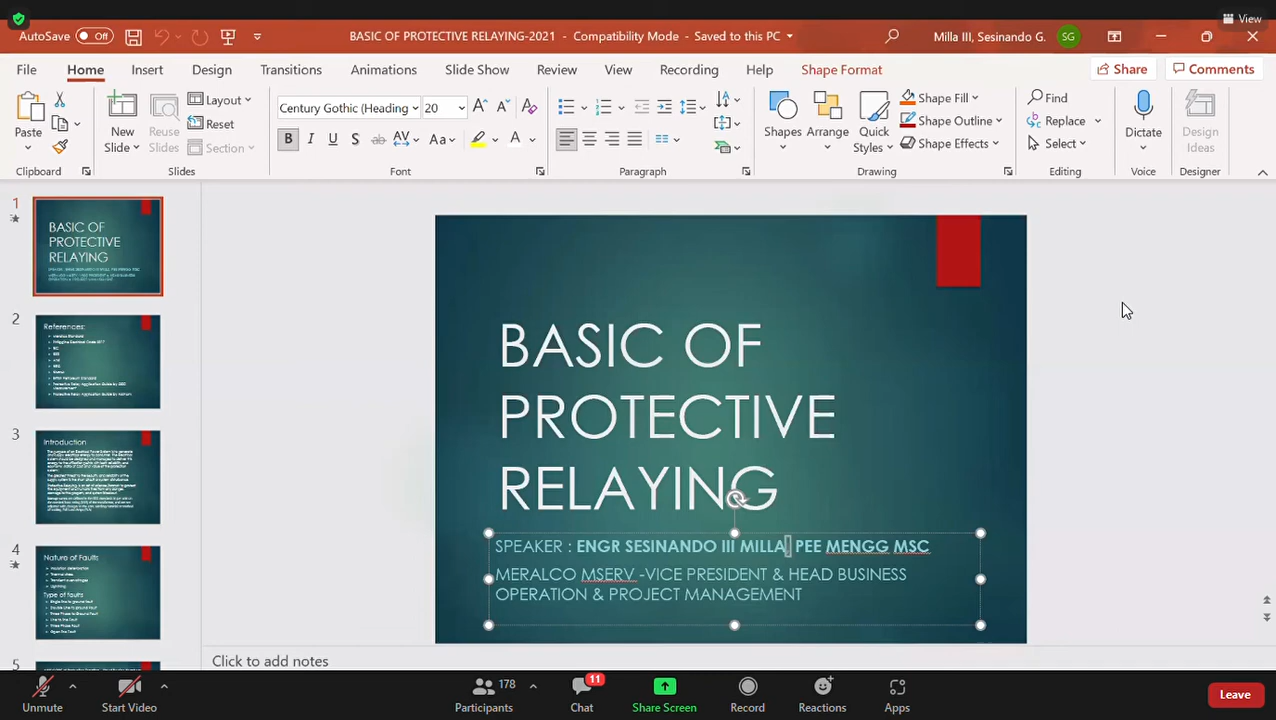 View
AutoSave Off
BASIC OF PROTECTIVE RELAYING-2021 - Compatibility Mode - Saved to this PC
Milla III, Sesinando G. SG
File Home Insert Design Transitions Animations Slide Show Review View Recording Help Shape Format Share Comments
Paste
Clipboard
New Slide
Reuse Slides
Layout
Reset
Section
Slides
Century Gothic (Heading 20
Font
Paragraph
Shapes
Arrange
Quick Styles
Shape Fill
Shape Outline
Shape Effects
Drawing
Find
Replace
Select
Editing
Dictate
Voice
Design Ideas
Designer
1
BASIC OF
PROTECTIVE
RELAYING
2
References:
3
Introduction
4
Nature of Faults
Type of faults
5
BASIC OF
PROTECTIVE
RELAYING
SPEAKER : ENGR SESINANDO III MILLA PEE MENGG MSC
MERALCO MSERV -VICE PRESIDENT & HEAD BUSINESS
OPERATION & PROJECT MANAGEMENT
Click to add notes
Unmute
Start Video
178
Participants
11
Chat
Share Screen
Record
Reactions
Apps
Leave